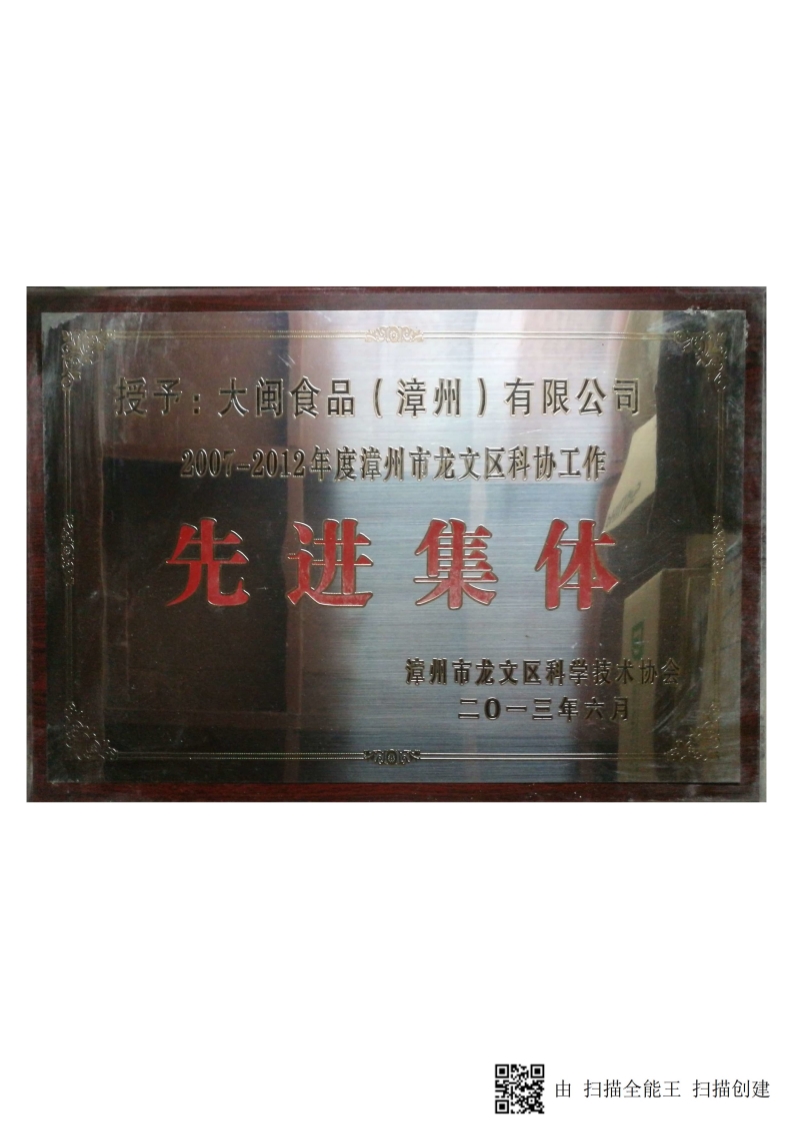 授予：大闽食品（漳州）有限公司
2007-2012年度漳州市龙文区科协工作
先进集体
漳州市龙文区科学技术协会
二0一三年六月
由 扫描全能王 扫描创建